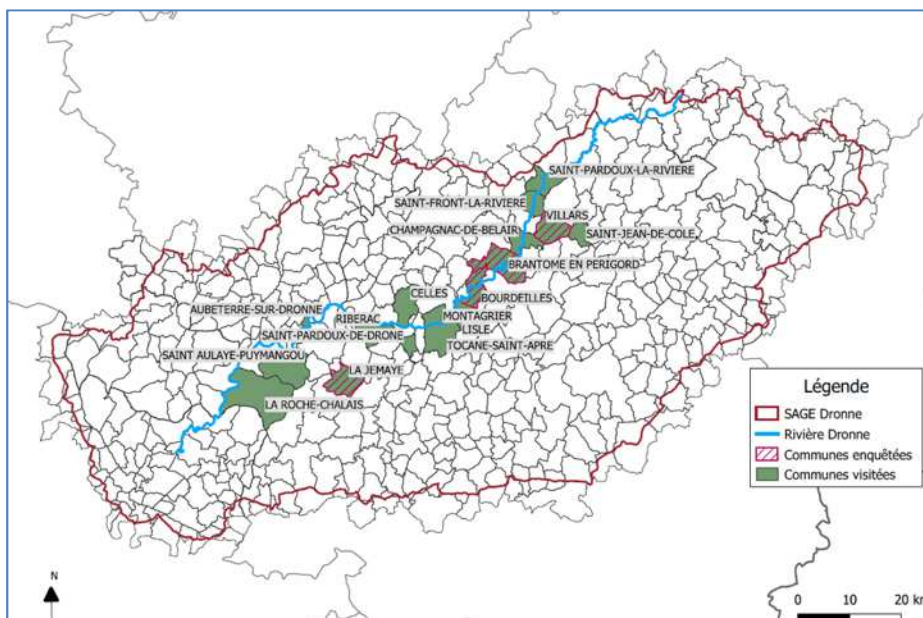 SAINT-PARDOUX-LA-RIVIERE
SAINT-FRONT-LA-RIVIERE
VILLARS
CHAMPAGNAC-DE-BELAIR
SAINT-JEAN-DE-COLE
BRANTOME EN PERIGORD
CELLES
BOURDEILLES
AUBETERRE-SUR-DRONNE
RIBERAC
MONTAGRIER
LISLE
SAINT-PARDOUX-DE-DRONE
TOCANE-SAINT-APRE
SAINT AULAYE-PUYMANGOU
LA JEMAYE
LA ROCHE-CHALAIS
Légende
SAGE Dronne
Rivière Dronne
Communes enquêtées
Communes visitées
N
0 10 20 km